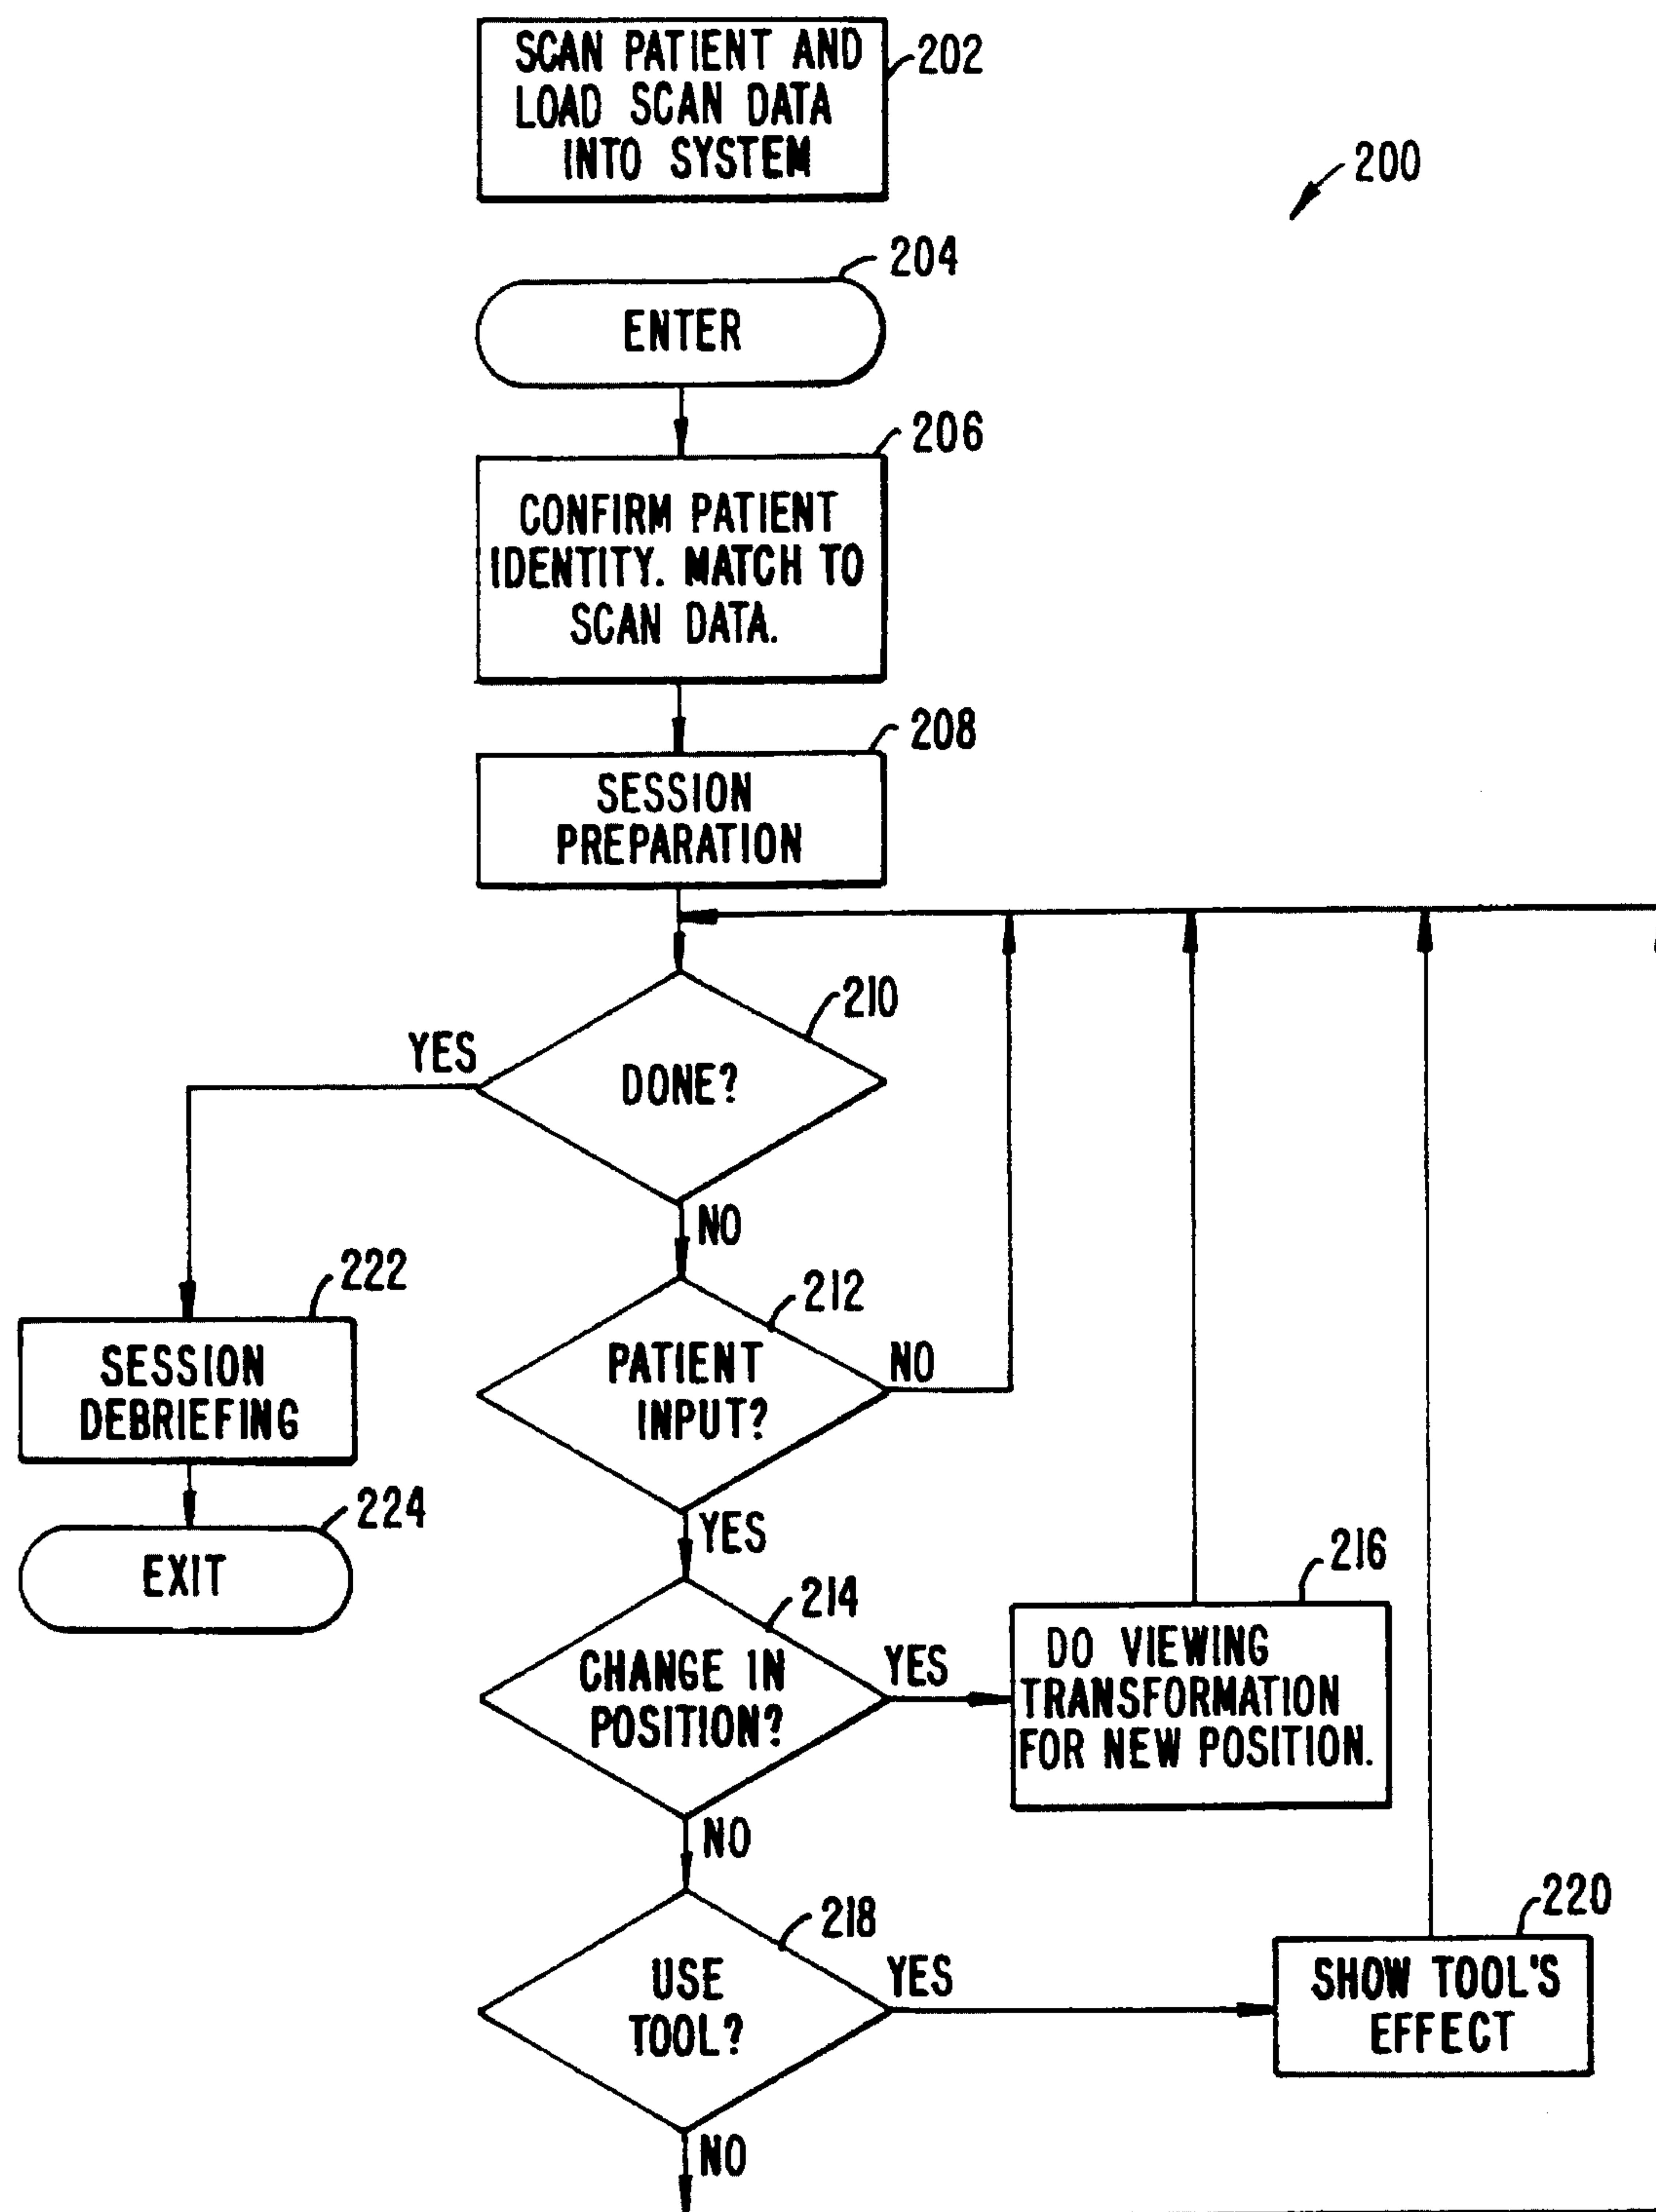 SCAN PATIENT AND
LOAD SCAN DATA
INTO SYSTEM
202
200
204
ENTER
206
CONFIRM PATIENT
IDENTITY. MATCH TO
SCAN DATA.
208
SESSION
PREPARATION
210
YES
DONE?
NO
222
SESSION
DEBRIEFING
224
EXIT
212
PATIENT
INPUT?
NO
YES
214
CHANGE IN
POSITION?
YES
216
DO VIEWING
TRANSFORMATION
FOR NEW POSITION.
NO
218
USE
TOOL?
YES
220
SHOW TOOL'S
EFFECT
NO